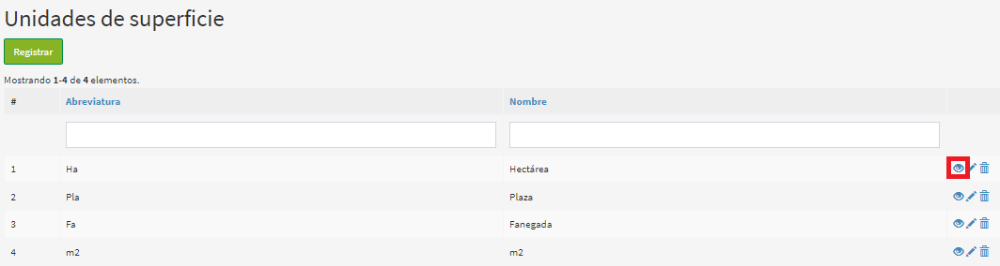 Unidades de superficie
Registrar
Mostrando 1-4 de 4 elementos.
# Abreviatura Nombre
1 Ha Hectárea
2 Pla Plaza
3 Fa Fanegada
4 m2 m2